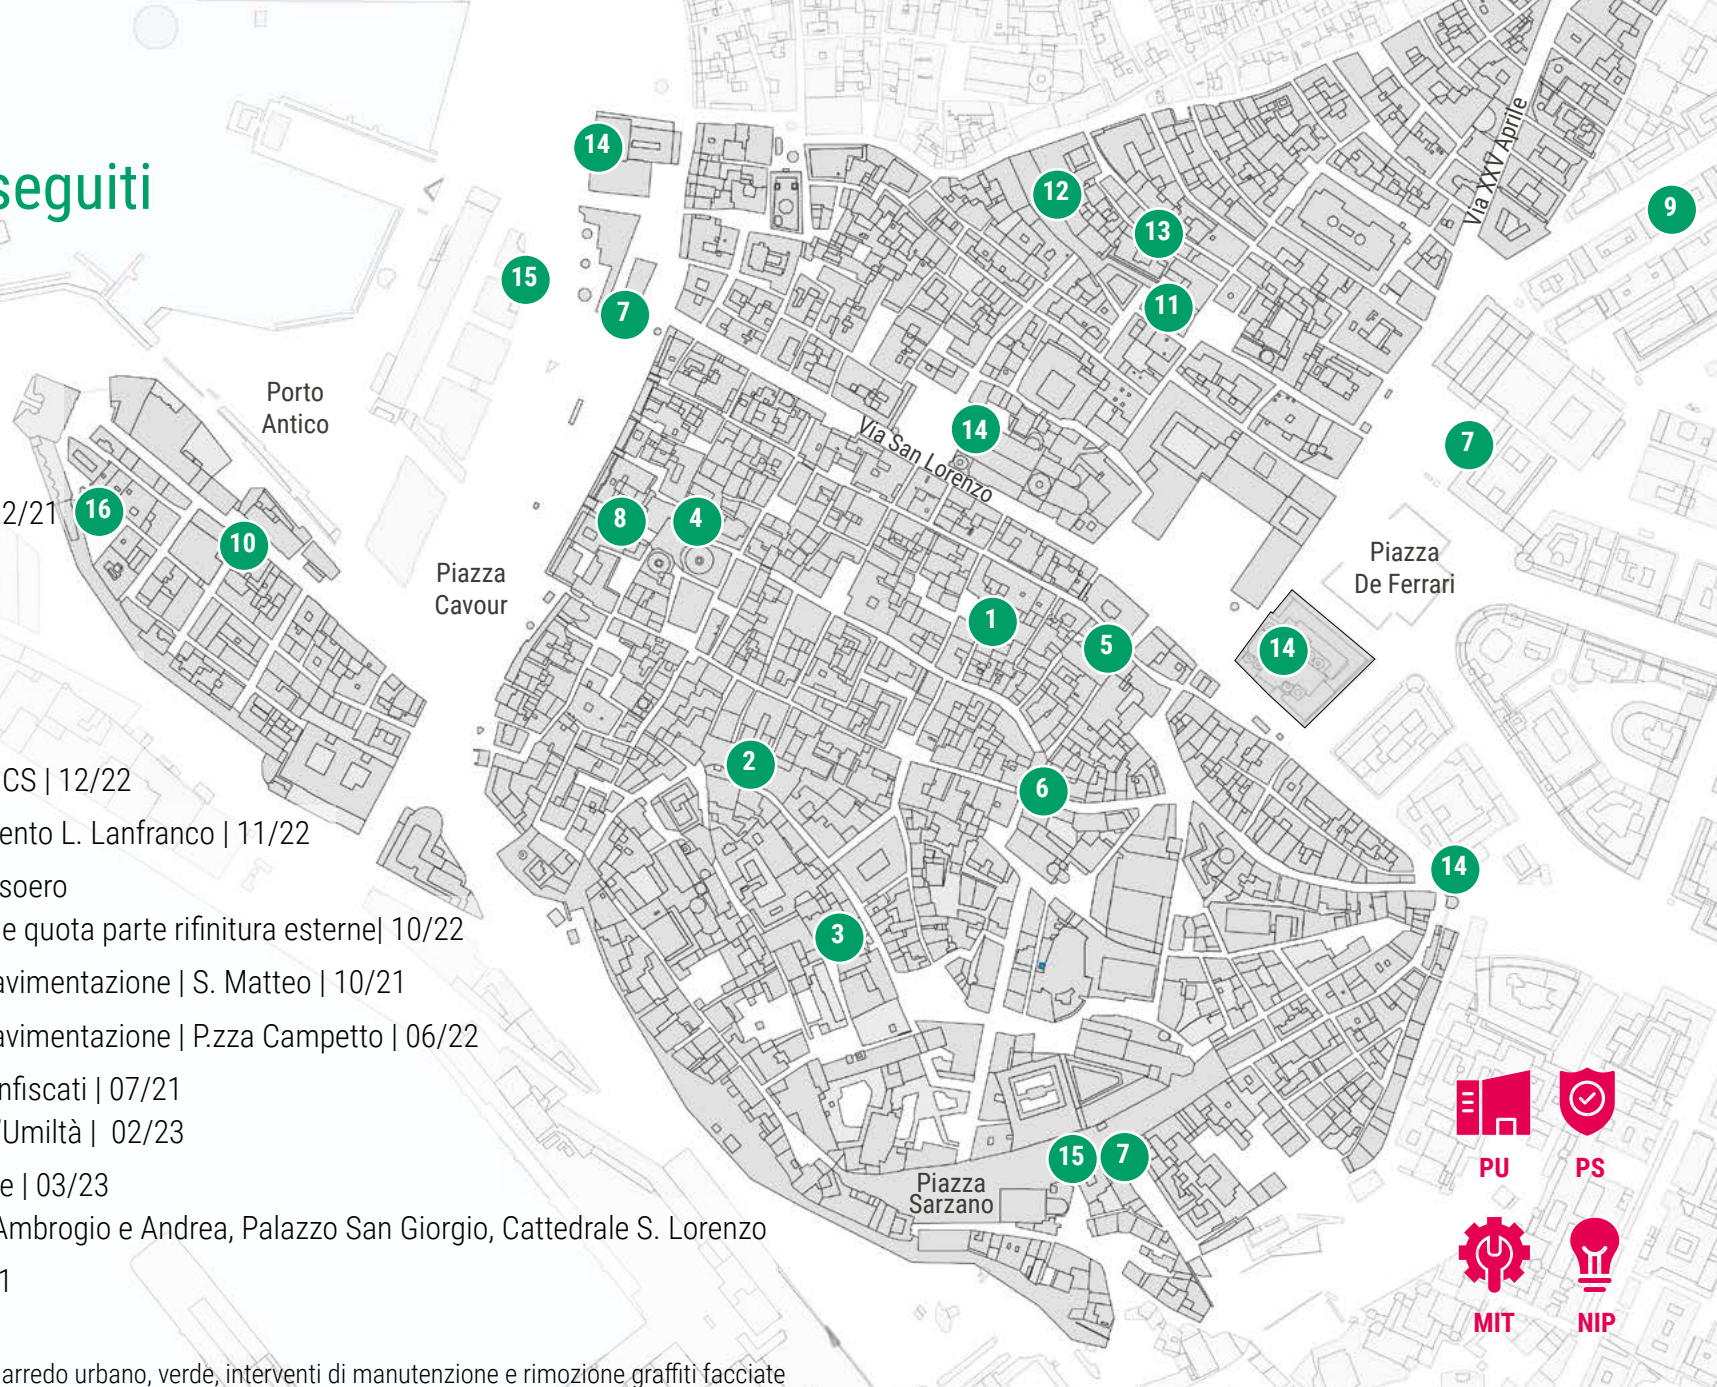 seguiti
2/21
CS | 12/22
ento L. Lanfranco | 11/22
soero
e quota parte rifinitura esterne| 10/22
avimentazione | S. Matteo | 10/21
avimentazione | P.zza Campetto | 06/22
nfiscati | 07/21
'Umiltà | 02/23
e | 03/23
Ambrogio e Andrea, Palazzo San Giorgio, Cattedrale S. Lorenzo
1
arredo urbano, verde, interventi di manutenzione e rimozione graffiti facciate
14
12
13
9
15
7
11
Via XXV Aprile
Porto
Antico
Via San Lorenzo
14
7
16
10
8
4
Piazza
Cavour
Piazza
De Ferrari
1
5
14
2
6
14
3
15
7
Piazza
Sarzano
PU
PS
MIT
NIP